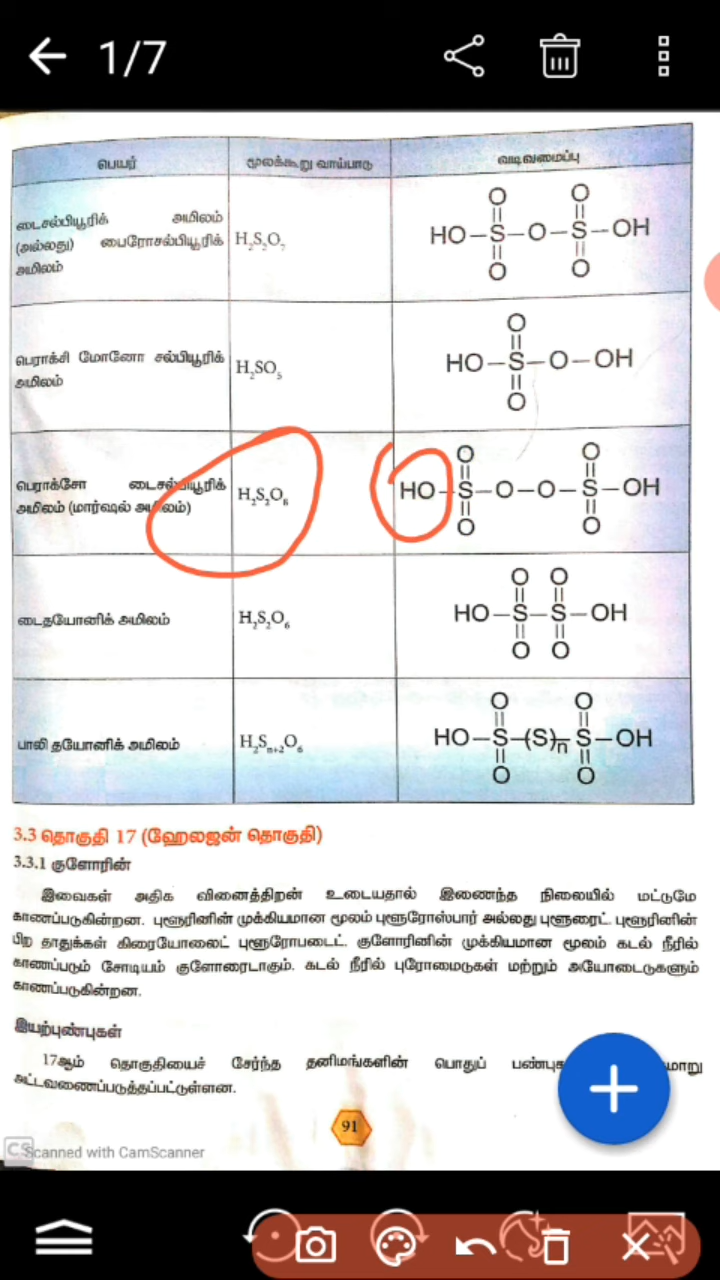 1/7
பெயர்
மூலக்கூறு வாய்பாடு
வடிவமைப்பு
டைசல்பியூரிக் அமிலம்
(அல்லது) பைரோசல்பியூரிக்
அமிலம்
H₂S₂O₇
O O
HO–S–O–S–OH
O O
பெராக்சி மோனோ சல்பியூரிக்
அமிலம்
H₂SO₅
O
HO–S–O–OH
O
பெராக்சோ டைசல்பியூரிக்
அமிலம் (மார்ஷல் அமிலம்)
H₂S₂O₈
O O
HO–S–O–O–S–OH
O O
டைதயோனிக் அமிலம்
H₂S₂O₆
O O
HO–S–S–OH
O O
பாலி தயோனிக் அமிலம்
H₂Sₙ₊₂O₆
O O
HO–S–(S)n–S–OH
O O
3.3 தொகுதி 17 (ஹேலஜன் தொகுதி)
3.3.1 குளோரின்
இவைகள் அதிக வினைத்திறன் உடையதால் இணைந்த நிலையில் மட்டுமே
காணப்படுகின்றன. புளூரினின் முக்கியமான மூலம் புளூரோஸ்பார் அல்லது புளூரைட். புளூரினின்
பிற தாதுக்கள் கிரையோலைட் புளூரோபடைட். குளோரினின் முக்கியமான மூலம் கடல் நீரில்
காணப்படும் சோடியம் குளோரைடாகும். கடல் நீரில் புரோமைடுகள் மற்றும் அயோடைடுகளும்
காணப்படுகின்றன.
இயற்புண்புகள்
17ஆம் தொகுதியைச் சேர்ந்த தனிமங்களின் பொதுப்
அட்டவணைப்படுத்தப்பட்டுள்ளன.
91
CS Scanned with CamScanner